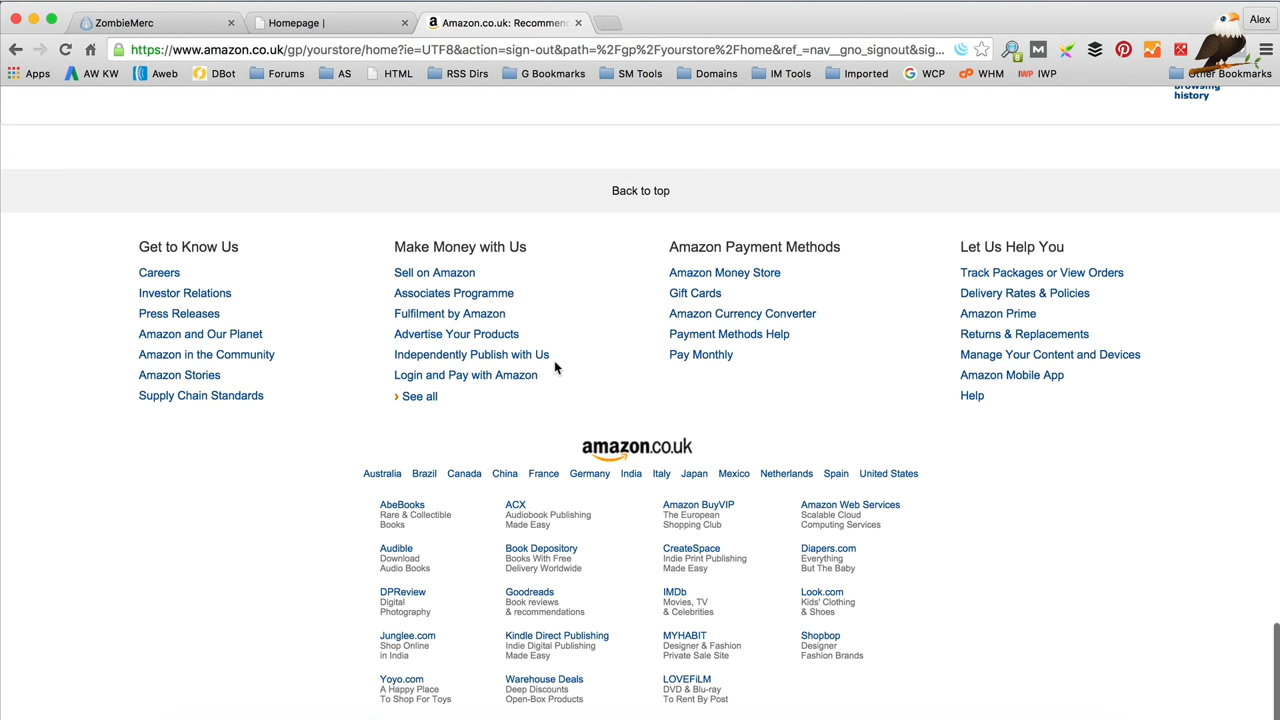 ZombieMerc
Homepage |
Amazon.co.uk: Recommen
Alex
https://www.amazon.co.uk/gp/yourstore/home?ie=UTF8&action=sign-out&path=%2Fgp%2Fyourstore%2Fhome&ref_=nav__gno_signout&sig...
Apps AW KW Aweb DBot Forums AS HTML RSS Dirs G Bookmarks SM Tools Domains IM Tools Imported WCP WHM IWP Other Bookmarks
browsing
history
Back to top
Get to Know Us
Careers
Investor Relations
Press Releases
Amazon and Our Planet
Amazon in the Community
Amazon Stories
Supply Chain Standards
Make Money with Us
Sell on Amazon
Associates Programme
Fulfilment by Amazon
Advertise Your Products
Independently Publish with Us
Login and Pay with Amazon
› See all
Amazon Payment Methods
Amazon Money Store
Gift Cards
Amazon Currency Converter
Payment Methods Help
Pay Monthly
Let Us Help You
Track Packages or View Orders
Delivery Rates & Policies
Amazon Prime
Returns & Replacements
Manage Your Content and Devices
Amazon Mobile App
Help
amazon.co.uk
Australia Brazil Canada China France Germany India Italy Japan Mexico Netherlands Spain United States
AbeBooks
Rare & Collectible
Books
ACX
Audiobook Publishing
Made Easy
Amazon BuyVIP
The European
Shopping Club
Amazon Web Services
Scalable Cloud
Computing Services
Audible
Download
Audio Books
Book Depository
Books With Free
Delivery Worldwide
CreateSpace
Indie Print Publishing
Made Easy
Diapers.com
Everything
But The Baby
DPReview
Digital
Photography
Goodreads
Book reviews
& recommendations
IMDb
Movies, TV
& Celebrities
Look.com
Kids' Clothing
& Shoes
Junglee.com
Shop Online
in India
Kindle Direct Publishing
Indie Digital Publishing
Made Easy
MYHABIT
Designer & Fashion
Private Sale Site
Shopbop
Designer
Fashion Brands
Yoyo.com
A Happy Place
To Shop For Toys
Warehouse Deals
Deep Discounts
Open-Box Products
LOVEFiLM
DVD & Blu-ray
To Rent By Post